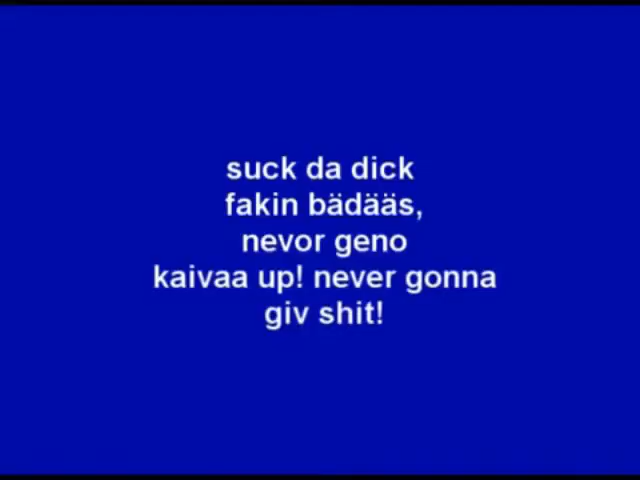 suck da dick
fakin bädääs,
nevor geno
kaivaa up! never gonna
giv shit!